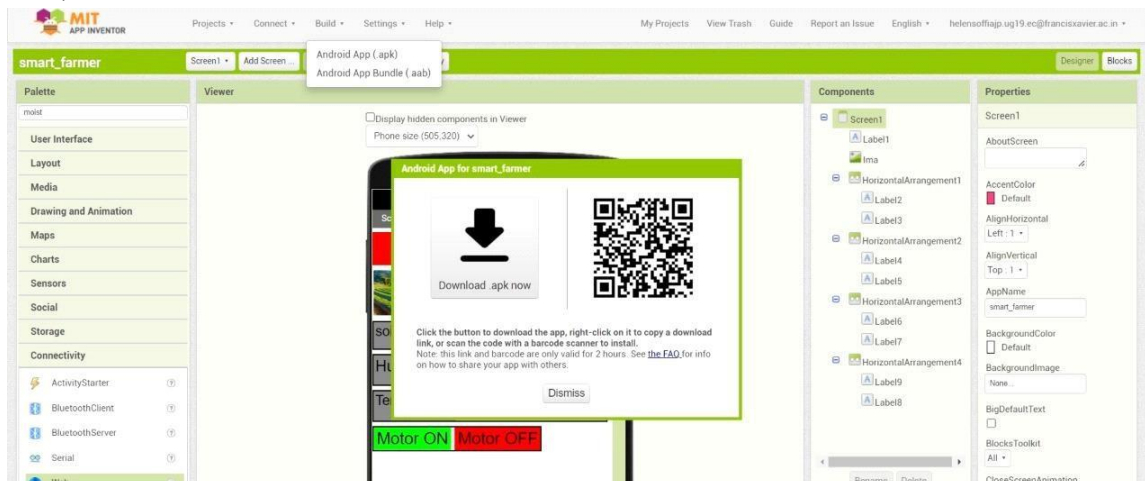 MIT
APP INVENTOR
Projects Connect Build Settings Help My Projects View Trash Guide Report an Issue English helensoffiajp.ug19.ec@francisxavier.ac.in
Android App (.apk)
Android App Bundle (.aab)
smart_farmer Screen1 Add Screen ... Designer Blocks
Palette Viewer Components Properties
moist
User Interface
Layout
Media
Drawing and Animation
Maps
Charts
Sensors
Social
Storage
Connectivity
ActivityStarter
BluetoothClient
BluetoothServer
Serial
Web
Display hidden components in Viewer
Phone size (505,320)
Android App for smart_farmer
Download .apk now
Click the button to download the app, right-click on it to copy a download
link, or scan the code with a barcode scanner to install.
Note: this link and barcode are only valid for 2 hours. See the FAQ for info
on how to share your app with others.
Dismiss
Motor ON Motor OFF
Screen1
Label1
Ima
HorizontalArrangement1
Label2
Label3
HorizontalArrangement2
Label4
Label5
HorizontalArrangement3
Label6
Label7
HorizontalArrangement4
Label9
Label8
Rename Delete
Screen1
AboutScreen
AccentColor
Default
AlignHorizontal
Left : 1
AlignVertical
Top : 1
AppName
smart_farmer
BackgroundColor
Default
BackgroundImage
None...
BigDefaultText
BlocksToolkit
All
CloseScreenAnimation